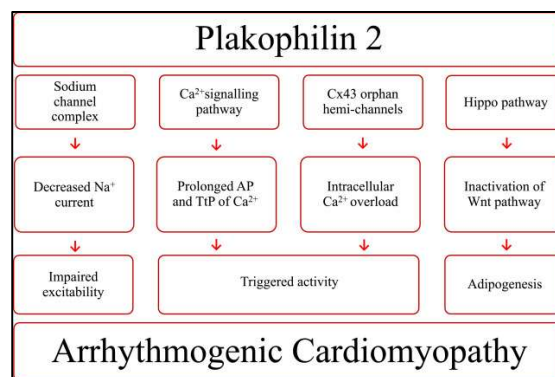 Plakophilin 2
Sodium
channel
complex
Ca²⁺signalling
pathway
Cx43 orphan
hemi-channels
Hippo pathway
Decreased Na⁺
current
Prolonged AP
and TtP of Ca²⁺
Intracellular
Ca²⁺ overload
Inactivation of
Wnt pathway
Impaired
excitability
Triggered activity
Adipogenesis
Arrhythmogenic Cardiomyopathy